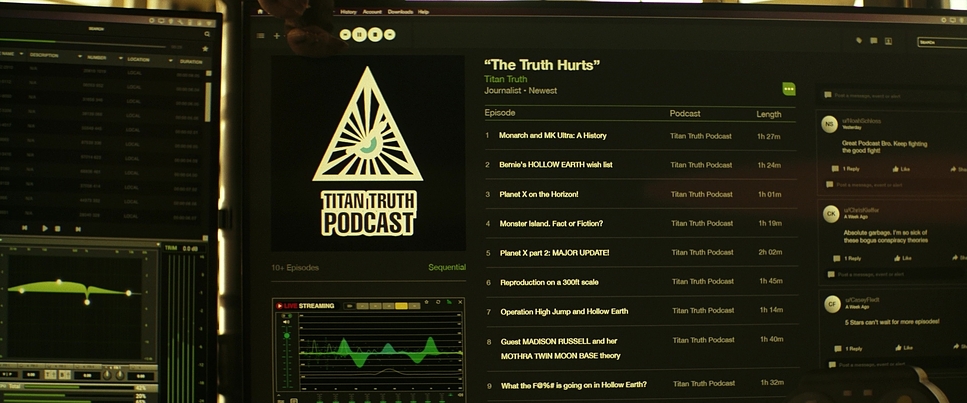 SEARCH
NAME
DESCRIPTION
NUMBER
LOCATION
DURATION
N/A
LOCAL
N/A
LOCAL
N/A
LOCAL
TRIM 0.0 dB
History Account Downloads Help
"The Truth Hurts"
Titan Truth
Journalist • Newest
Episode Podcast Length
1 Monarch and MK Ultra: A History Titan Truth Podcast 1h 27m
2 Bernie's HOLLOW EARTH wish list Titan Truth Podcast 1h 24m
3 Planet X on the Horizon! Titan Truth Podcast 1h 01m
4 Monster Island. Fact or Fiction? Titan Truth Podcast 1h 19m
5 Planet X part 2: MAJOR UPDATE! Titan Truth Podcast 2h 02m
6 Reproduction on a 300ft scale Titan Truth Podcast 1h 45m
7 Operation High Jump and Hollow Earth Titan Truth Podcast 1h 14m
8 Guest MADISON RUSSELL and her Titan Truth Podcast 1h 40m
MOTHRA TWIN MOON BASE theory
9 What the F@%# is going on in Hollow Earth? Titan Truth Podcast 1h 32m
TITAN TRUTH
PODCAST
10+ Episodes Sequential
LIVE STREAMING
Search
Post a message, event or alert
NS
u/NoahSchloss
Yesterday
Great Podcast Bro. Keep fighting
the good fight!
1 Reply Like
Post a message, event or alert
CK
A Week Ago
Absolute garbage. I'm so sick of
these bogus conspiracy theories
1 Reply Like
Post a message, event or alert
CF
A Week Ago
5 Stars can't wait for more episodes!
1 Reply Like